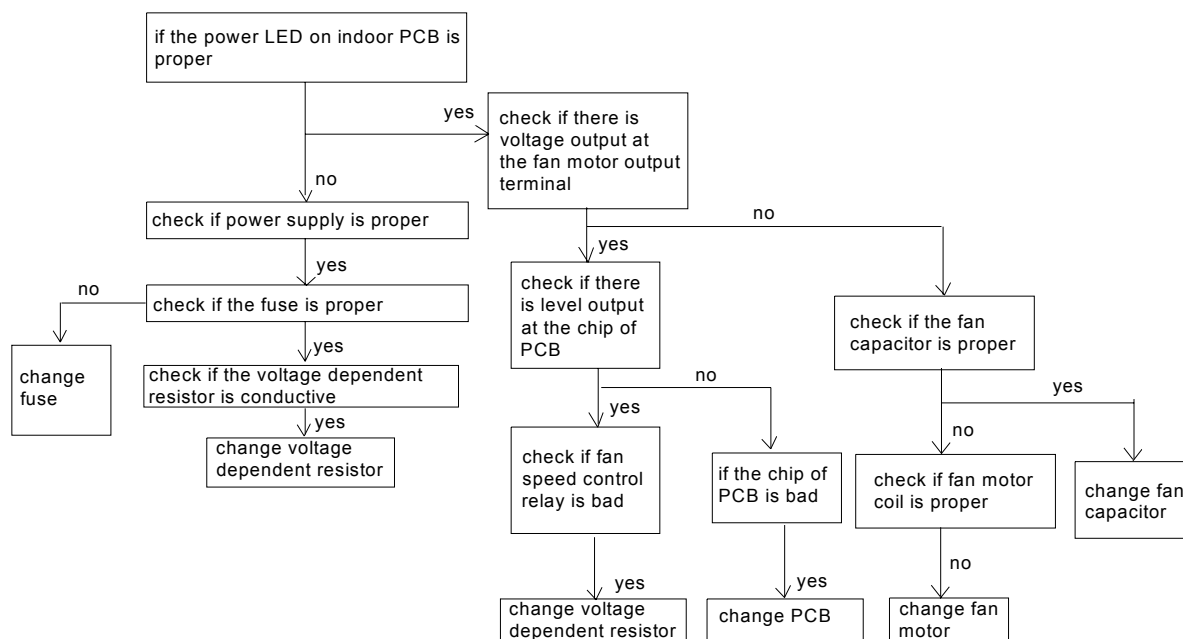 if the power LED on indoor PCB is
proper
yes
check if there is
voltage output at
the fan motor output
terminal
no
check if power supply is proper
no
yes
yes
check if there
is level output
at the chip of
PCB
no
check if the fuse is proper
check if the fan
capacitor is proper
yes
change
fuse
check if the voltage dependent
resistor is conductive
no
yes
yes
yes
no
change voltage
dependent resistor
check if fan
speed control
relay is bad
if the chip of
PCB is bad
check if fan motor
coil is proper
change fan
capacitor
yes
yes
no
change voltage
dependent resistor
change PCB
change fan
motor